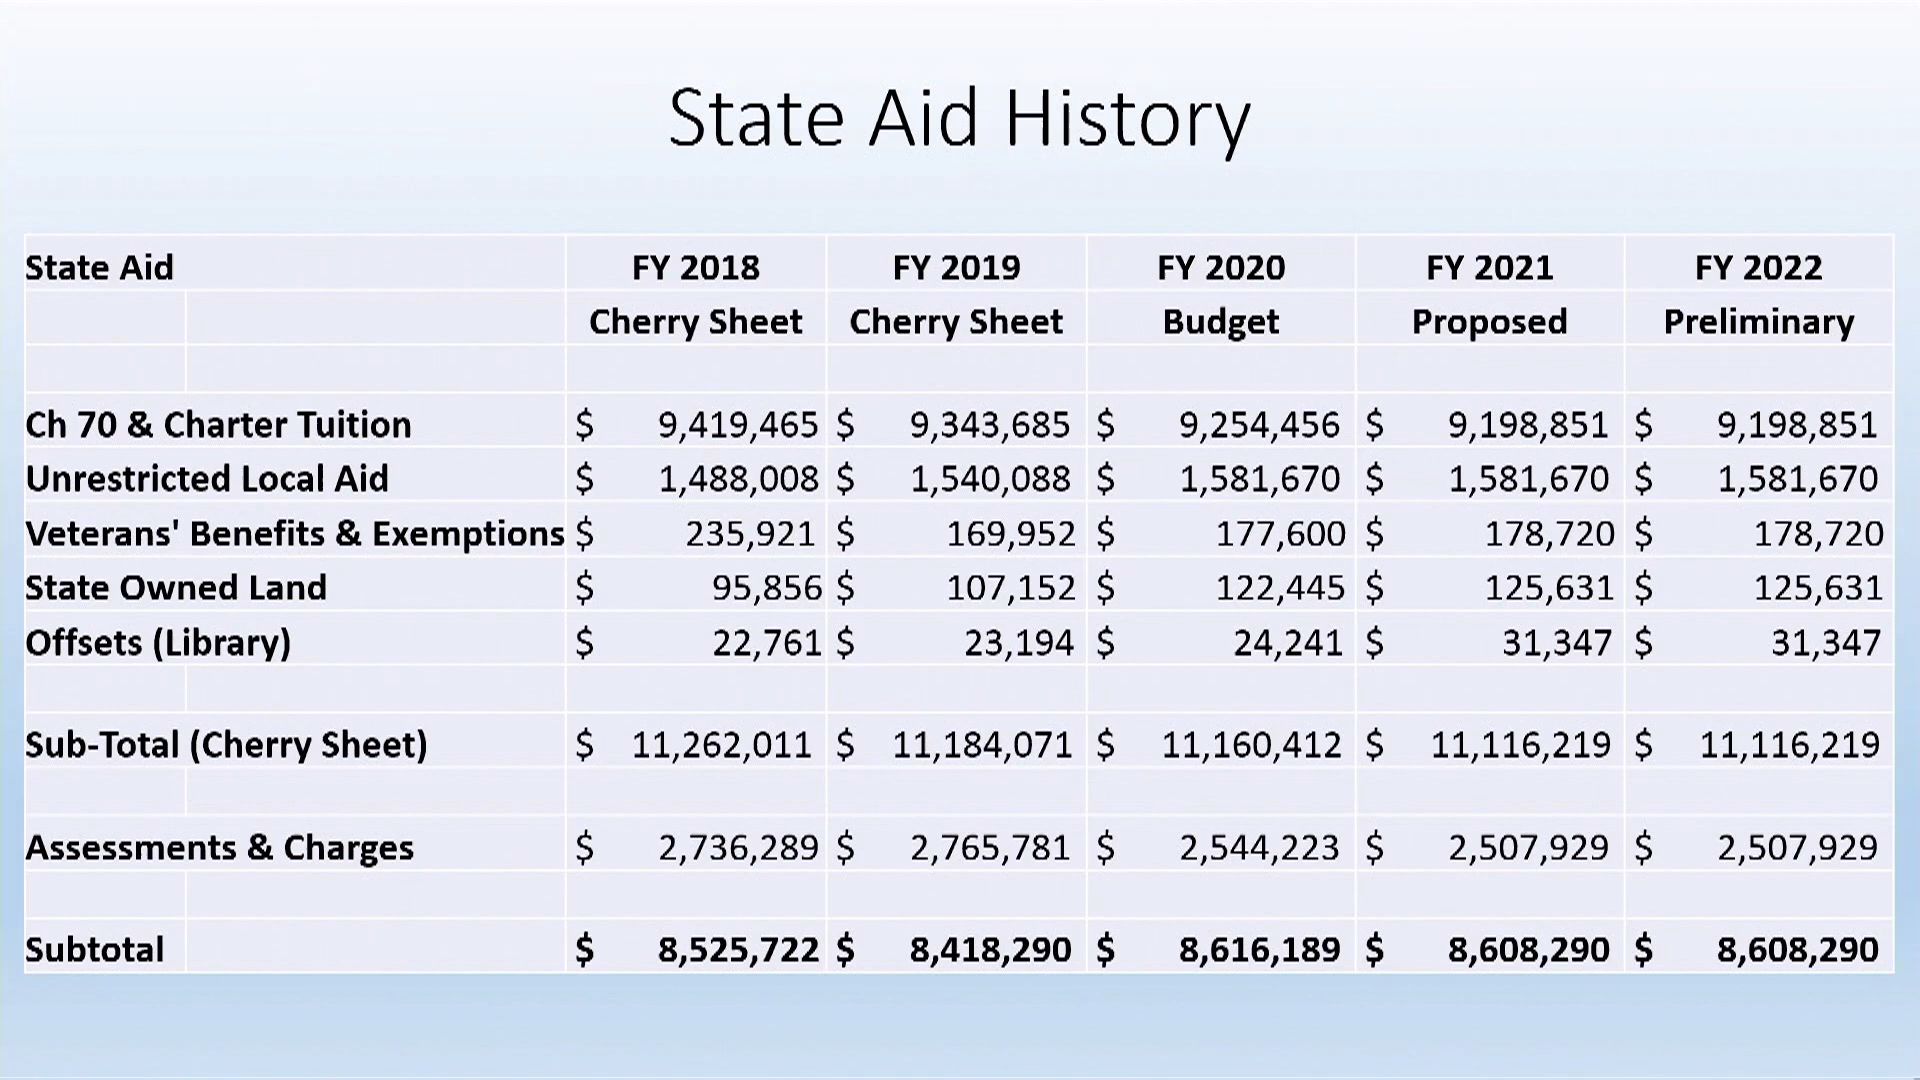 State Aid History
State Aid FY 2018 FY 2019 FY 2020 FY 2021 FY 2022
Cherry Sheet Cherry Sheet Budget Proposed Preliminary
Ch 70 & Charter Tuition $ 9,419,465 $ 9,343,685 $ 9,254,456 $ 9,198,851 $ 9,198,851
Unrestricted Local Aid $ 1,488,008 $ 1,540,088 $ 1,581,670 $ 1,581,670 $ 1,581,670
Veterans' Benefits & Exemptions $ 235,921 $ 169,952 $ 177,600 $ 178,720 $ 178,720
State Owned Land $ 95,856 $ 107,152 $ 122,445 $ 125,631 $ 125,631
Offsets (Library) $ 22,761 $ 23,194 $ 24,241 $ 31,347 $ 31,347
Sub-Total (Cherry Sheet) $ 11,262,011 $ 11,184,071 $ 11,160,412 $ 11,116,219 $ 11,116,219
Assessments & Charges $ 2,736,289 $ 2,765,781 $ 2,544,223 $ 2,507,929 $ 2,507,929
Subtotal $ 8,525,722 $ 8,418,290 $ 8,616,189 $ 8,608,290 $ 8,608,290